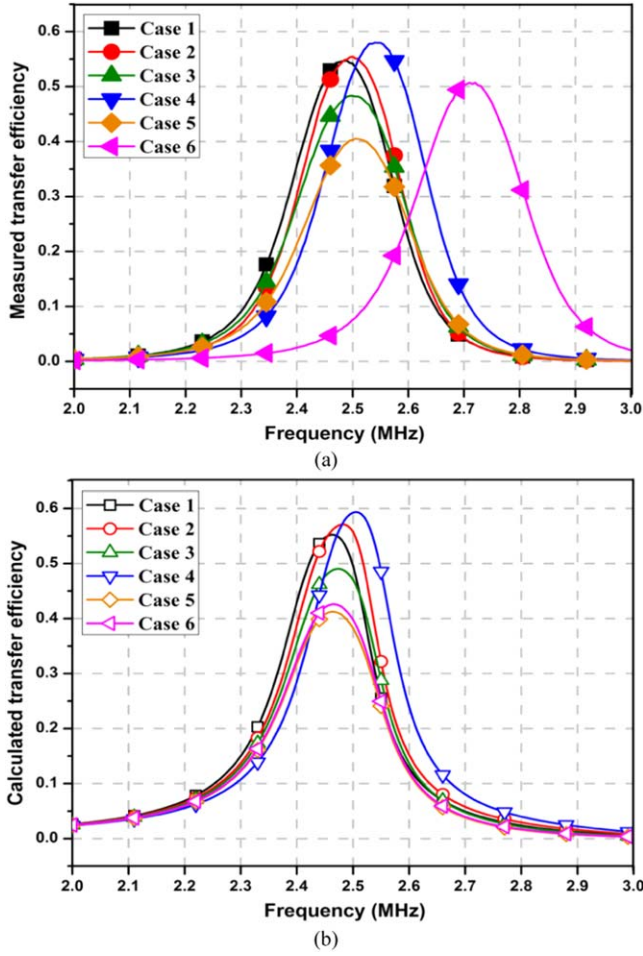 Measured transfer efficiency
0.6
0.5
0.4
0.3
0.2
0.1
0.0
Case 1
Case 2
Case 3
Case 4
Case 5
Case 6
2.0 2.1 2.2 2.3 2.4 2.5 2.6 2.7 2.8 2.9 3.0
Frequency (MHz)
(a)
Calculated transfer efficiency
0.6
0.5
0.4
0.3
0.2
0.1
0.0
Case 1
Case 2
Case 3
Case 4
Case 5
Case 6
2.0 2.1 2.2 2.3 2.4 2.5 2.6 2.7 2.8 2.9 3.0
Frequency (MHz)
(b)